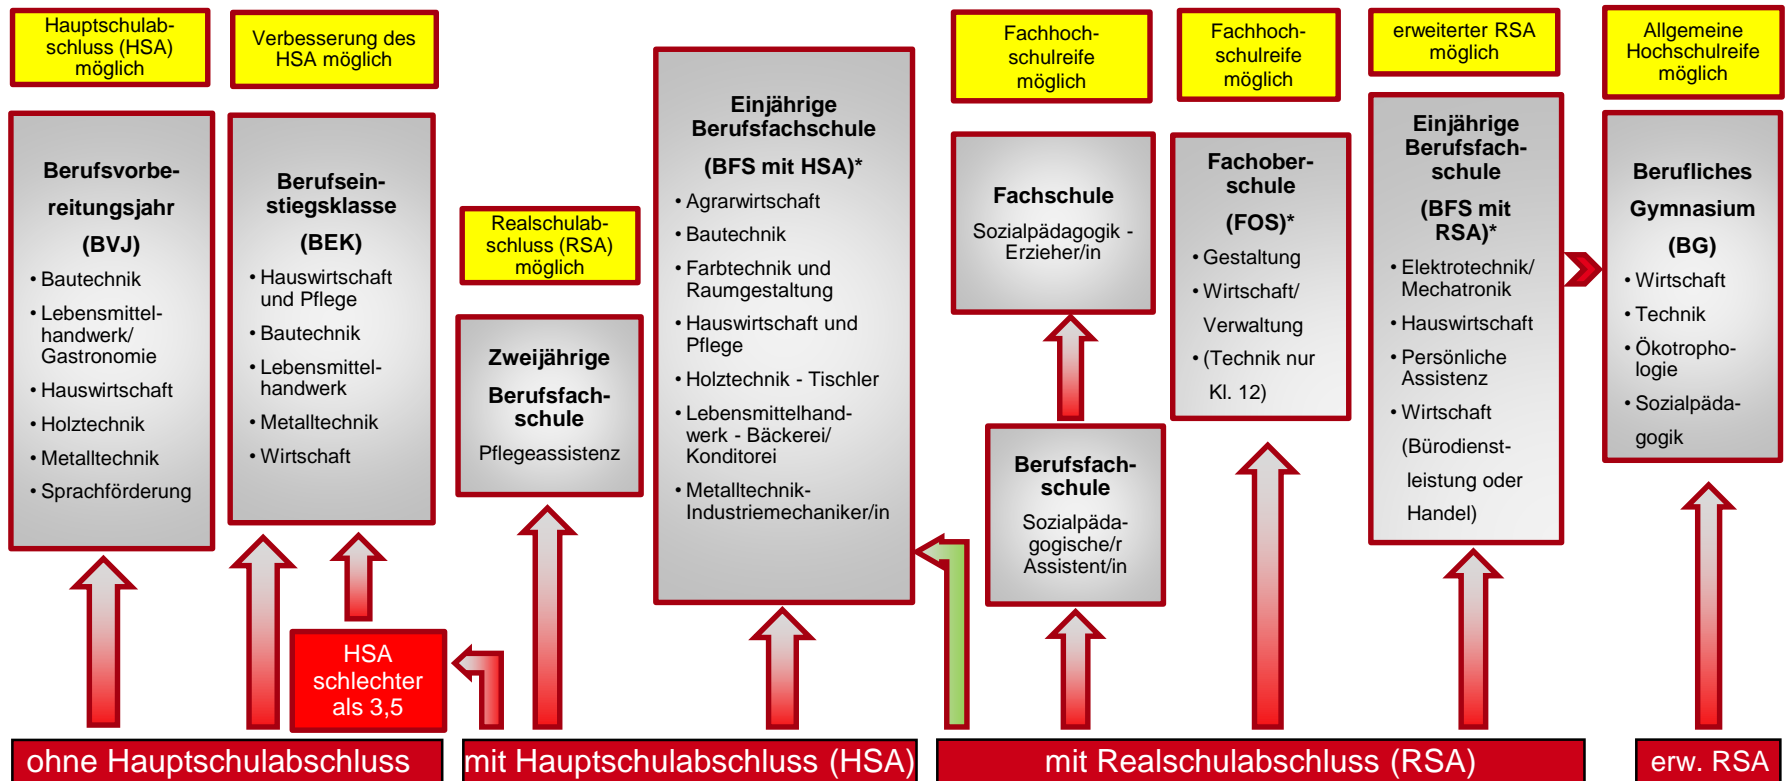 Hauptschulab-
schluss (HSA)
möglich
Berufsvorbe-
reitungsjahr
(BVJ)
• Bautechnik
• Lebensmittel-
handwerk/
Gastronomie
• Hauswirtschaft
• Holztechnik
• Metalltechnik
• Sprachförderung
Verbesserung des
HSA möglich
Berufsein-
stiegsklasse
(BEK)
• Hauswirtschaft
und Pflege
• Bautechnik
• Lebensmittel-
handwerk
• Metalltechnik
• Wirtschaft
HSA
schlechter
als 3,5
Realschulab-
schluss (RSA)
möglich
Zweijährige
Berufsfach-
schule
Pflegeassistenz
Einjährige
Berufsfachschule
(BFS mit HSA)*
• Agrarwirtschaft
• Bautechnik
• Farbtechnik und
Raumgestaltung
• Hauswirtschaft und
Pflege
• Holztechnik - Tischler
• Lebensmittelhand-
werk - Bäckerei/
Konditorei
• Metalltechnik-
Industriemechaniker/in
Fachhoch-
schulreife
möglich
Fachschule
Sozialpädagogik -
Erzieher/in
Berufsfach-
schule
Sozialpäda-
gogische/r
Assistent/in
Fachhoch-
schulreife
möglich
Fachober-
schule
(FOS)*
• Gestaltung
• Wirtschaft/
Verwaltung
• (Technik nur
Kl. 12)
erweiterter RSA
möglich
Einjährige
Berufsfach-
schule
(BFS mit
RSA)*
• Elektrotechnik/
Mechatronik
• Hauswirtschaft
• Persönliche
Assistenz
• Wirtschaft
(Bürodienst-
leistung oder
Handel)
Allgemeine
Hochschulreife
möglich
Berufliches
Gymnasium
(BG)
• Wirtschaft
• Technik
• Ökotropho-
logie
• Sozialpäda-
gogik
ohne Hauptschulabschluss
mit Hauptschulabschluss (HSA)
mit Realschulabschluss (RSA)
erw. RSA